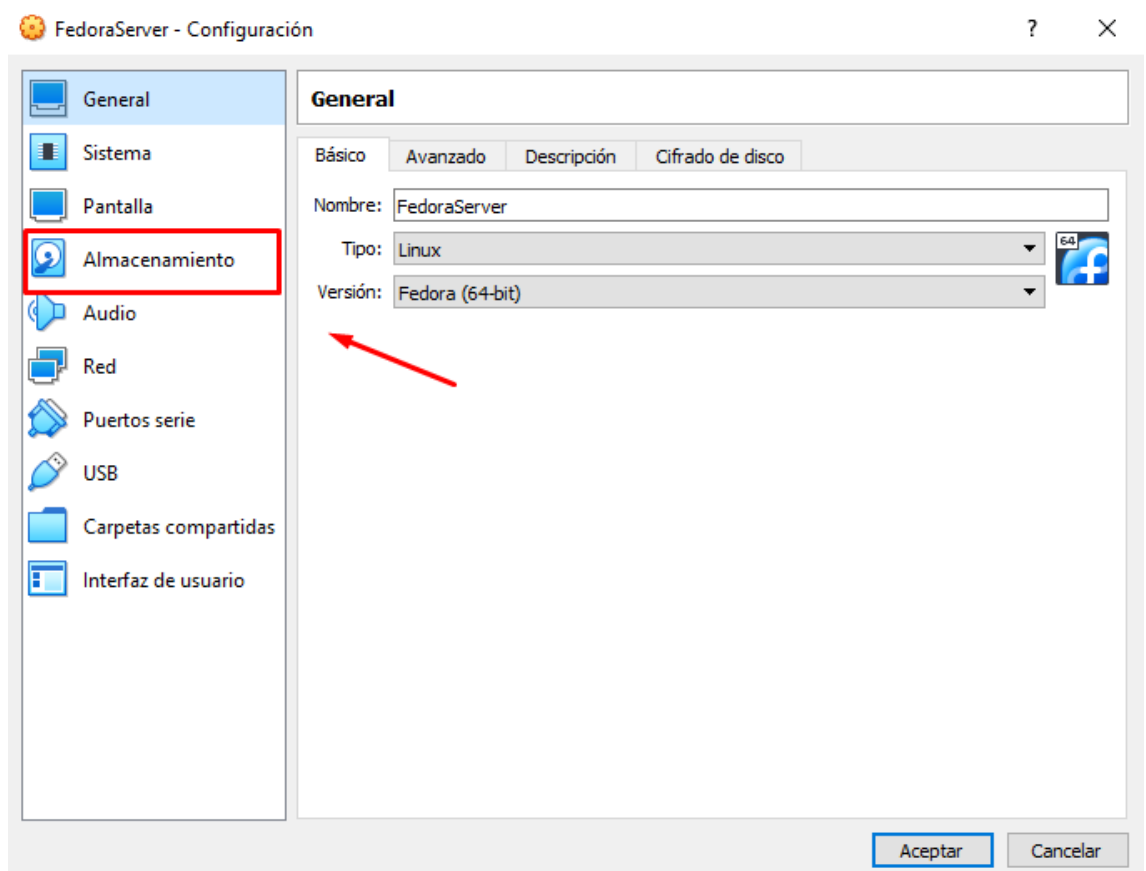 FedoraServer - Configuración
?
General
Sistema
Pantalla
Almacenamiento
Audio
Red
Puertos serie
USB
Carpetas compartidas
Interfaz de usuario
General
Básico Avanzado Descripción Cifrado de disco
Nombre: FedoraServer
Tipo: Linux
64
Versión: Fedora (64-bit)
Aceptar Cancelar